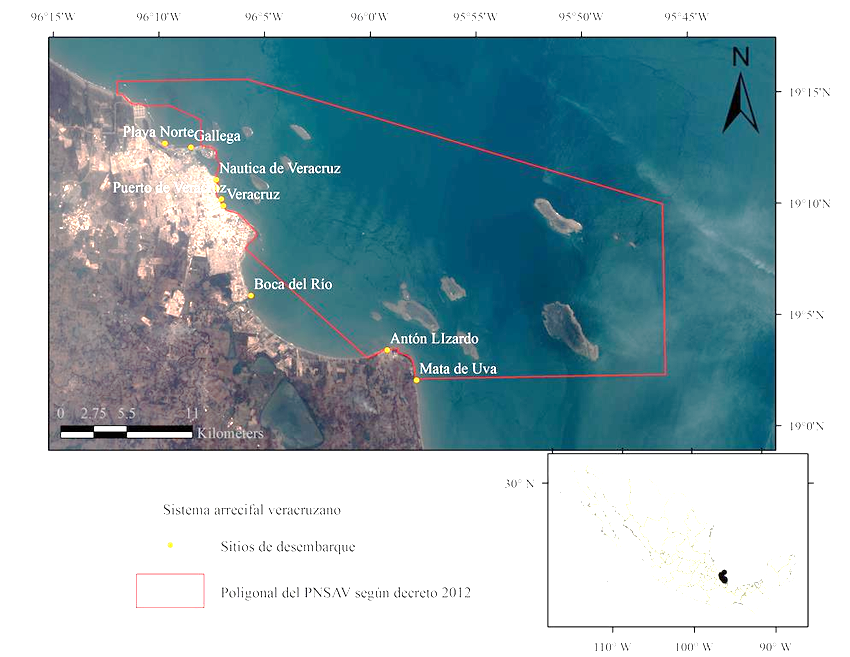 96°15'W 96°10'W 96°5'W 96°0'W 95°55'W 95°50'W 95°45'W
N
19°15'N
Playa Norte Gallega
Nautica de Veracruz
Puerto de Veracruz Veracruz
19°10'N
Boca del Río
19°5'N
Antón LIzardo
Mata de Uva
0 2.75 5.5 11
Kilometers
19°0'N
30° N
Sistema arrecifal veracruzano
Sitios de desembarque
Poligonal del PNSAV según decreto 2012
110° W 100° W 90° W